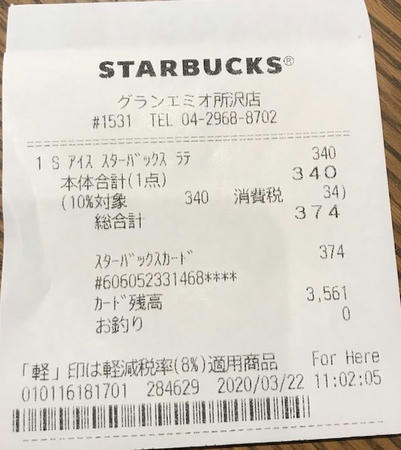 STARBUCKS®
グランエミオ所沢店
#1531 TEL 04-2968-8702
1 S ｱｲｽ ｽﾀｰﾊﾞｯｸｽ ﾗﾃ 340
本体合計(1点) 340
(10%対象 340 消費税 34)
総合計 374
ｽﾀｰﾊﾞｯｸｽｶｰﾄﾞ 374
#606052331468****
ｶｰﾄﾞ残高 3,561
お釣り 0
「軽」印は軽減税率(8%)適用商品 For Here
010116181701 284629 2020/03/22 11:02:05